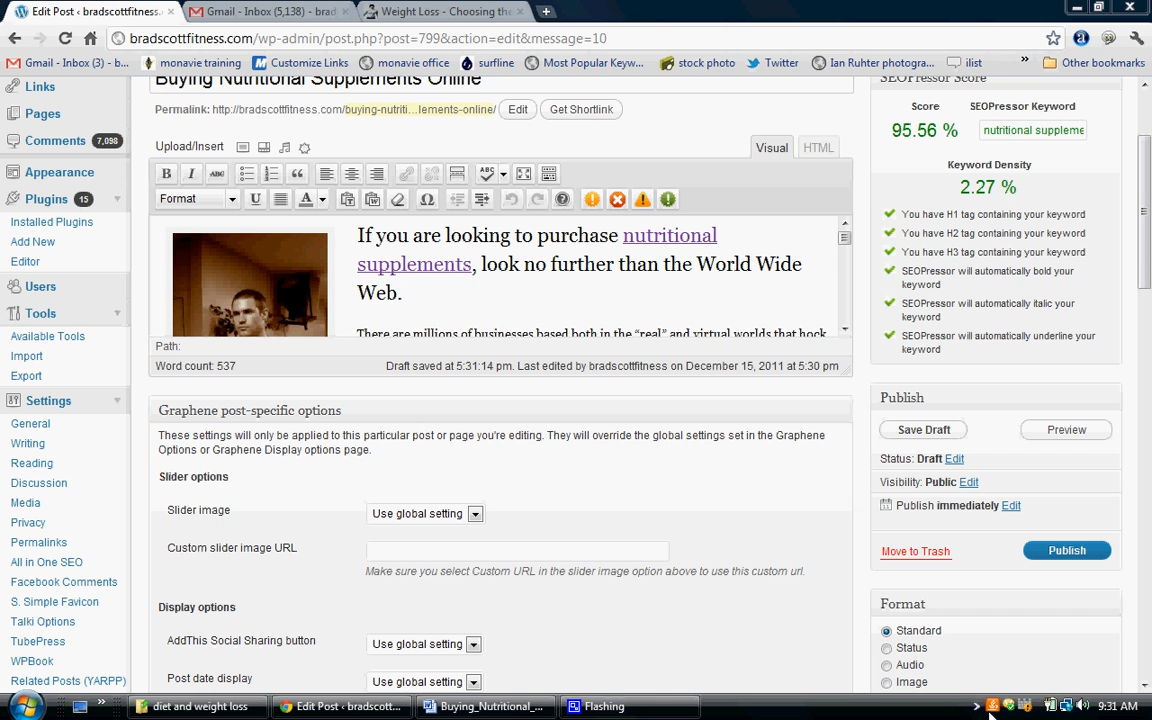 Edit Post ‹ bradscottfitness.
Gmail - Inbox (5,138) - brad
Weight Loss - Choosing the
bradscottfitness.com/wp-admin/post.php?post=799&action=edit&message=10
Gmail - Inbox (3) - b...
monavie training
Customize Links
monavie office
surfline
Most Popular Keyw...
stock photo
Twitter
Ian Ruhter photograp...
ilist
»
Other bookmarks
Links
Pages
Comments 7,098
Appearance
Plugins 15
Installed Plugins
Add New
Editor
Users
Tools
Available Tools
Import
Export
Settings
General
Writing
Reading
Discussion
Media
Privacy
Permalinks
All in One SEO
Facebook Comments
S. Simple Favicon
Talki Options
TubePress
WPBook
Related Posts (YARPP)
Buying Nutritional Supplements Online
Permalink: http://bradscottfitness.com/buying-nutriti…lements-online/ Edit Get Shortlink
Upload/Insert
Visual HTML
B I ABC ABC
Format U A Ω
If you are looking to purchase nutritional
supplements, look no further than the World Wide
Web.
There are millions of businesses based both in the “real” and virtual worlds that hock
Path:
Word count: 537 Draft saved at 5:31:14 pm. Last edited by bradscottfitness on December 15, 2011 at 5:30 pm
Graphene post-specific options
These settings will only be applied to this particular post or page you're editing. They will override the global settings set in the Graphene
Options or Graphene Display options page.
Slider options
Slider image Use global setting
Custom slider image URL
Make sure you select Custom URL in the slider image option above to use this custom url.
Display options
AddThis Social Sharing button Use global setting
Post date display Use global setting
SEOPressor Score
Score SEOPressor Keyword
95.56 % nutritional suppleme
Keyword Density
2.27 %
You have H1 tag containing your keyword
You have H2 tag containing your keyword
You have H3 tag containing your keyword
SEOPressor will automatically bold your
keyword
SEOPressor will automatically italic your
keyword
SEOPressor will automatically underline your
keyword
Publish
Save Draft Preview
Status: Draft Edit
Visibility: Public Edit
Publish immediately Edit
Move to Trash Publish
Format
Standard
Status
Audio
Image
»
diet and weight loss
Edit Post ‹ bradscott...
Buying_Nutritional_...
Flashing
9:31 AM